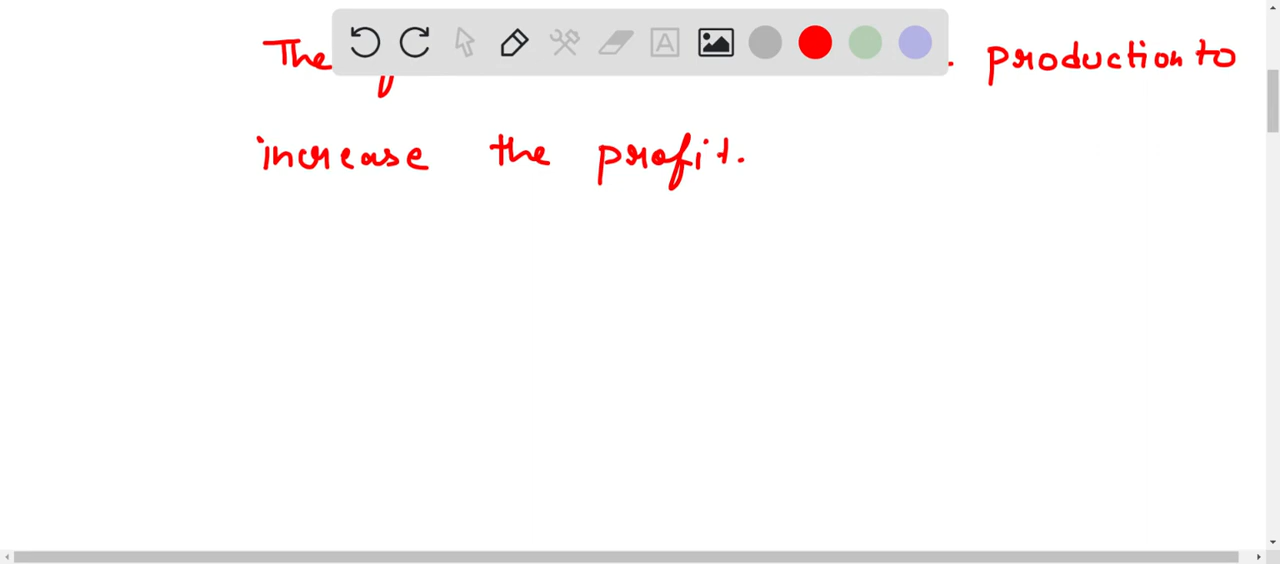 The production to
increase the profit.